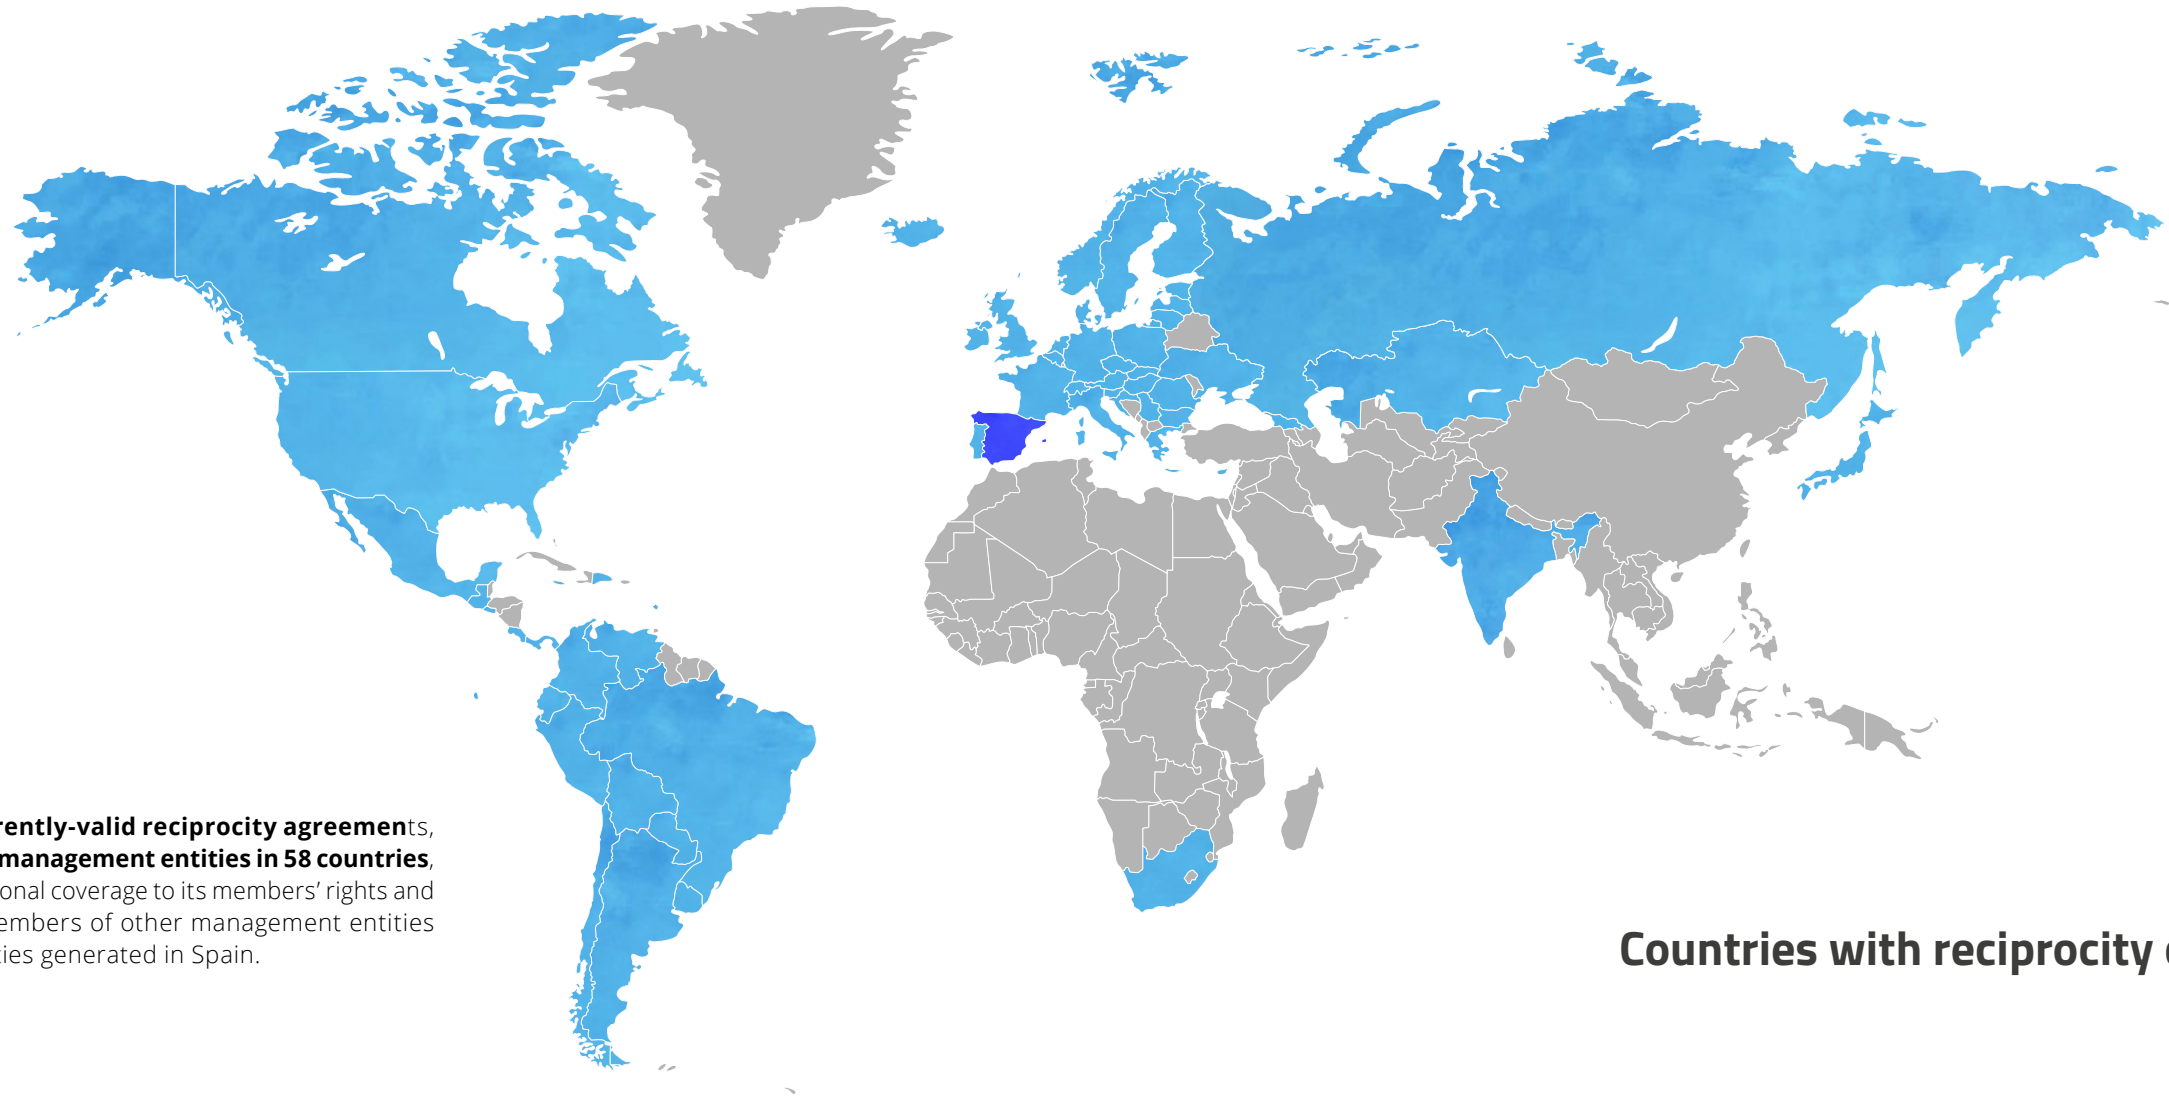 rently-valid reciprocity agreements,
management entities in 58 countries,
onal coverage to its members’ rights and
embers of other management entities
ties generated in Spain.
Countries with reciprocity